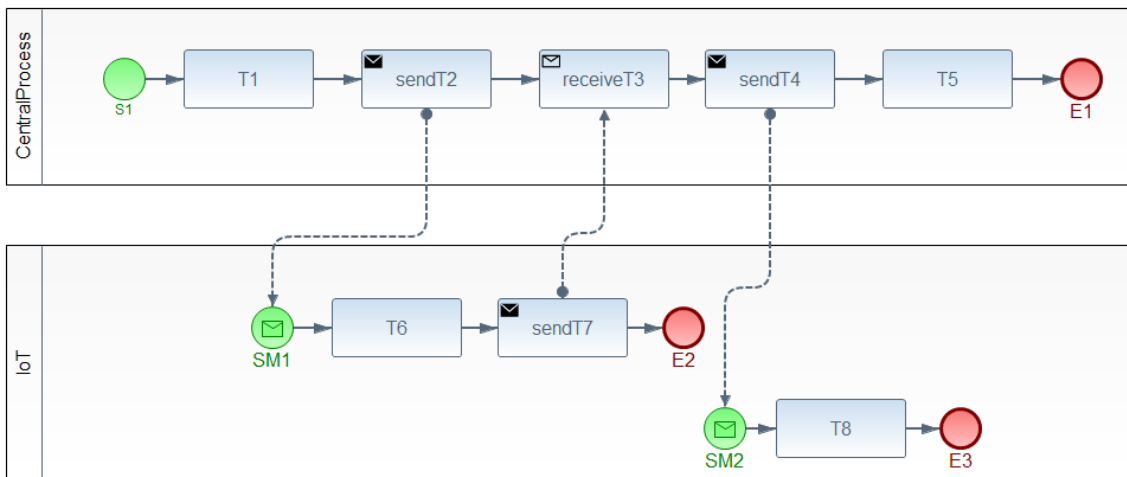 CentralProcess
S1
T1
sendT2
receiveT3
sendT4
T5
E1
IoT
SM1
T6
sendT7
E2
SM2
T8
E3